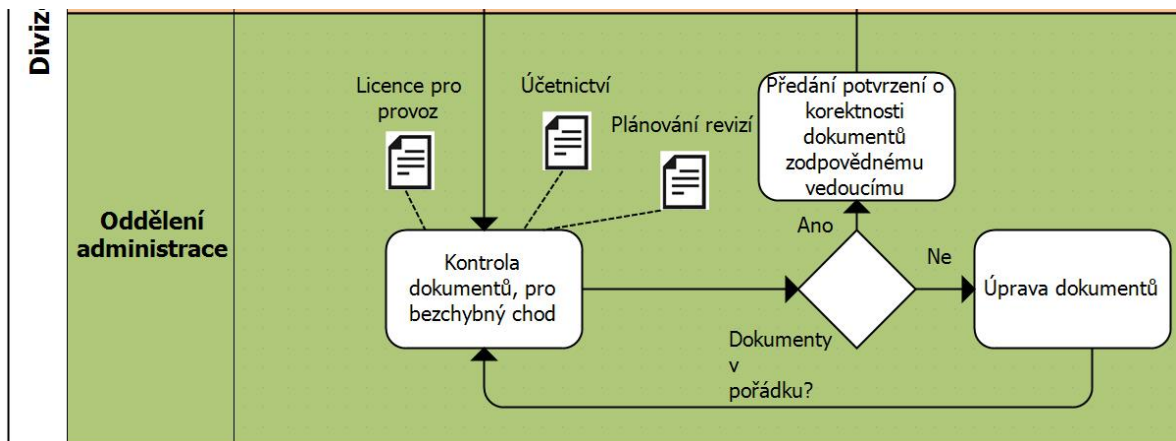 Diviz
Oddělení
administrace
Licence pro
provoz
Účetnictví
Plánování revizí
Předání potvrzení o
korektnosti
dokumentů
zodpovědnému
vedoucímu
Kontrola
dokumentů, pro
bezchybný chod
Ano
Ne
Úprava dokumentů
Dokumenty
v
pořádku?